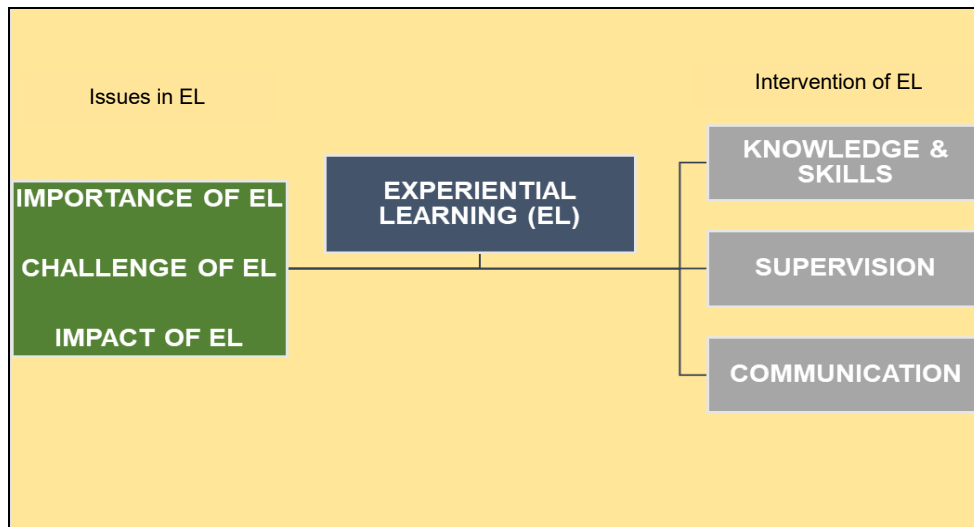 Issues in EL
IMPORTANCE OF EL
CHALLENGE OF EL
IMPACT OF EL
EXPERIENTIAL
LEARNING (EL)
Intervention of EL
KNOWLEDGE &
SKILLS
SUPERVISION
COMMUNICATION